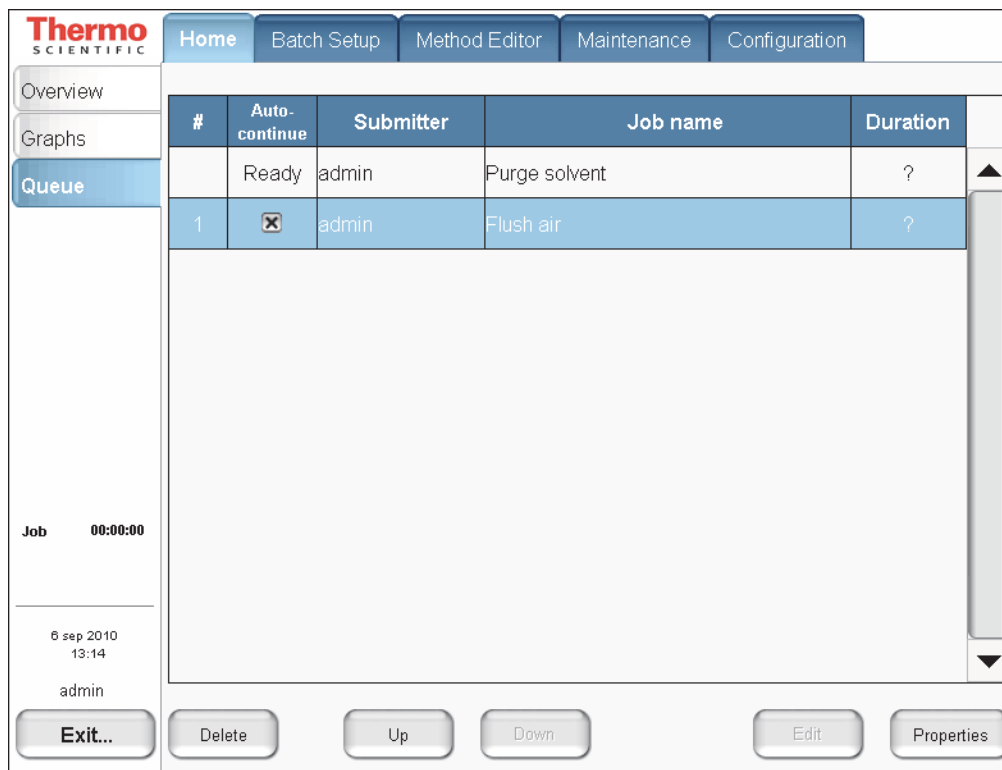 Thermo
SCIENTIFIC
Home
Batch Setup
Method Editor
Maintenance
Configuration
Overview
Graphs
Queue
# Auto-continue Submitter Job name Duration
Ready admin Purge solvent ?
1 admin Flush air ?
Job 00:00:00
6 sep 2010
13:14
admin
Exit...
Delete
Up
Down
Edit
Properties